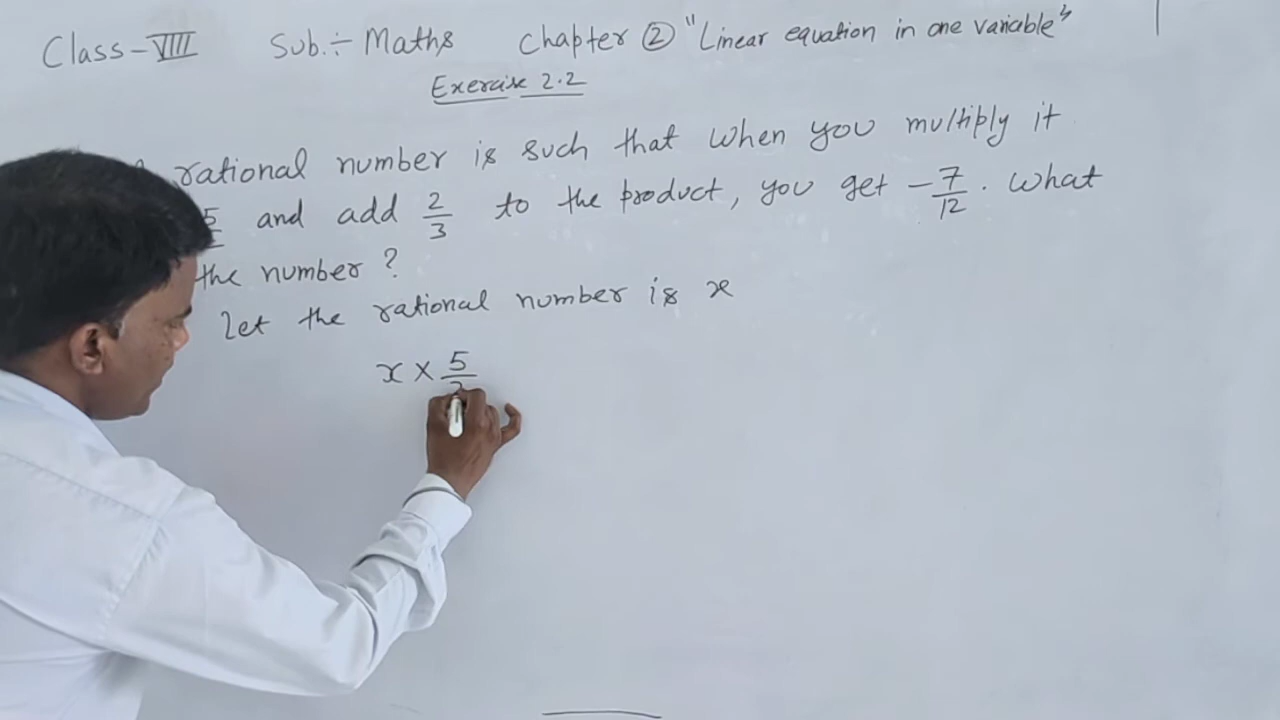 Class-VIII Sub.÷ Maths Chapter ② "Linear equation in one variable"
Exercise 2.2
rational number is such that when you multiply it
5 and add 2/3 to the product, you get -7/12. What
the number?
Let the rational number is x
x × 5